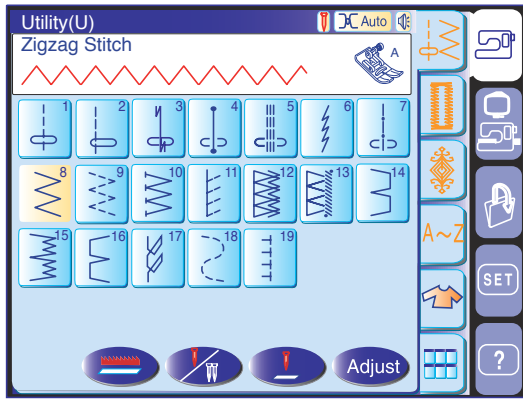 Utility(U)
Auto
Zigzag Stitch
A
1 2 3 4 5 6 7
8 9 10 11 12 13 14
15 16 17 18 19
A~Z
SET
?
Adjust